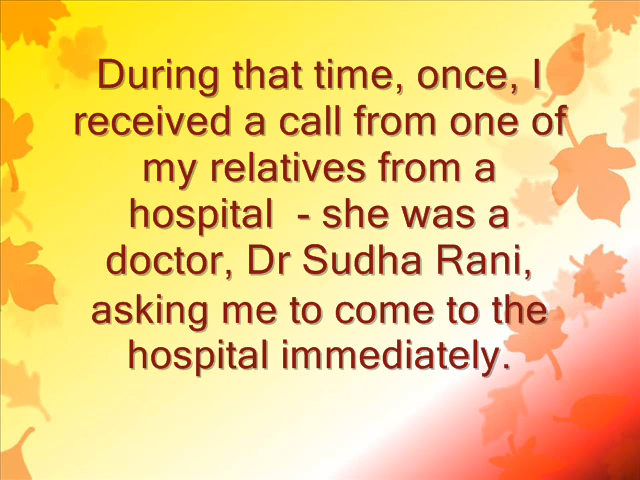 During that time, once, I
received a call from one of
my relatives from a
hospital  - she was a
doctor, Dr Sudha Rani,
asking me to come to the
hospital immediately.